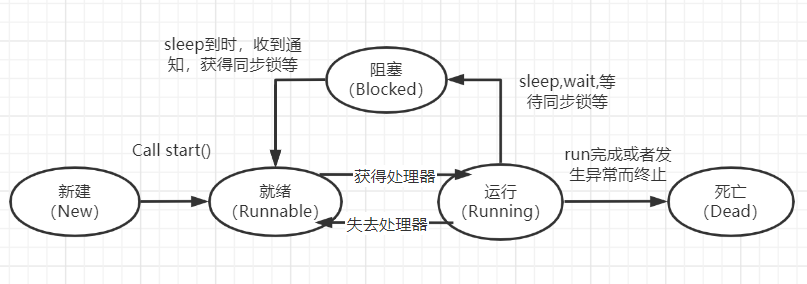 sleep到时，收到通
知，获得同步锁等
阻塞
（Blocked）
sleep,wait,等
待同步锁等
Call start()
run完成或者发
生异常而终止
新建
（New）
就绪
（Runnable）
获得处理器
失去处理器
运行
（Running）
死亡
（Dead）